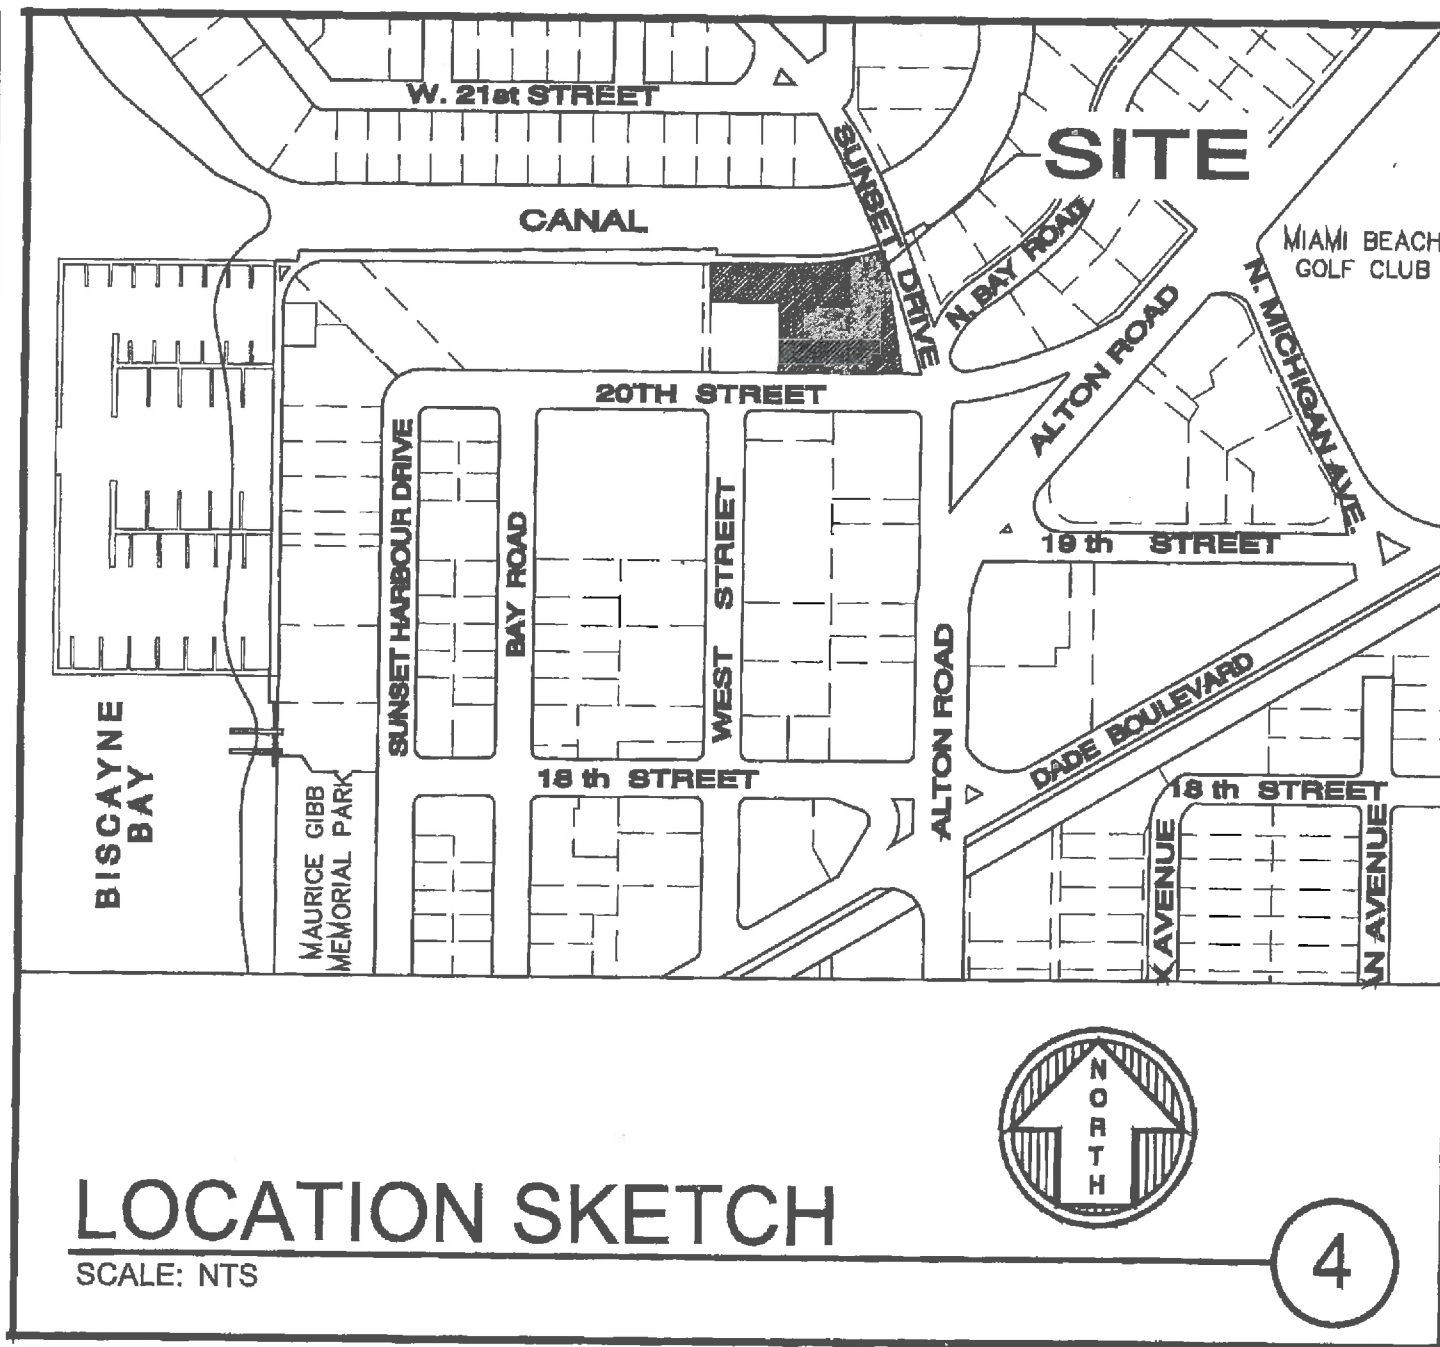 W. 21st STREET
SUNSET DRIVE
SITE
CANAL
N. BAY ROAD
MIAMI BEACH
GOLF CLUB
N. MICHIGAN AVE.
ALTON ROAD
20TH STREET
SUNSET HARBOUR DRIVE
BAY ROAD
WEST STREET
19 th STREET
ALTON ROAD
DADE BOULEVARD
BISCAYNE
BAY
18 th STREET
18 th STREET
MAURICE GIBB
MEMORIAL PARK
X AVENUE
AN AVENUE
NORTH
LOCATION SKETCH
SCALE: NTS
4